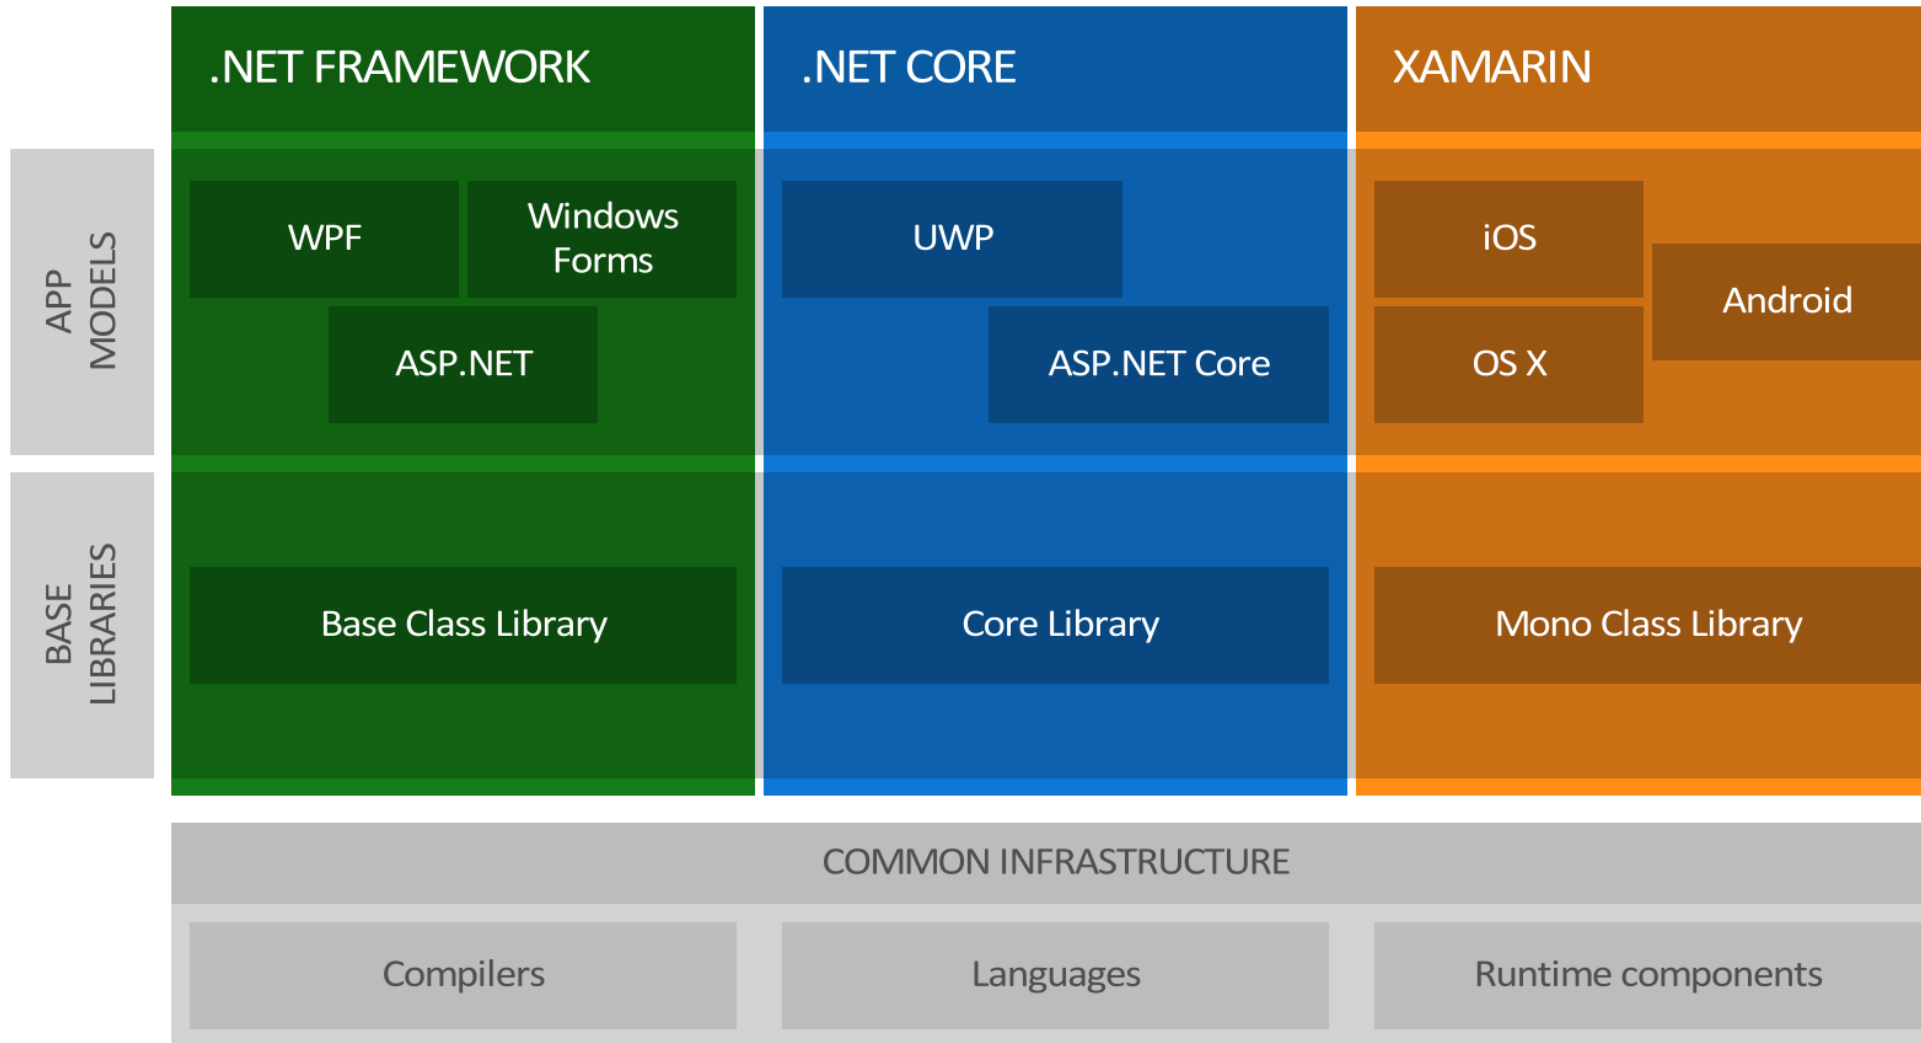 .NET FRAMEWORK
.NET CORE
XAMARIN
APP
MODELS
WPF
Windows
Forms
ASP.NET
UWP
ASP.NET Core
iOS
OS X
Android
BASE
LIBRARIES
Base Class Library
Core Library
Mono Class Library
COMMON INFRASTRUCTURE
Compilers
Languages
Runtime components